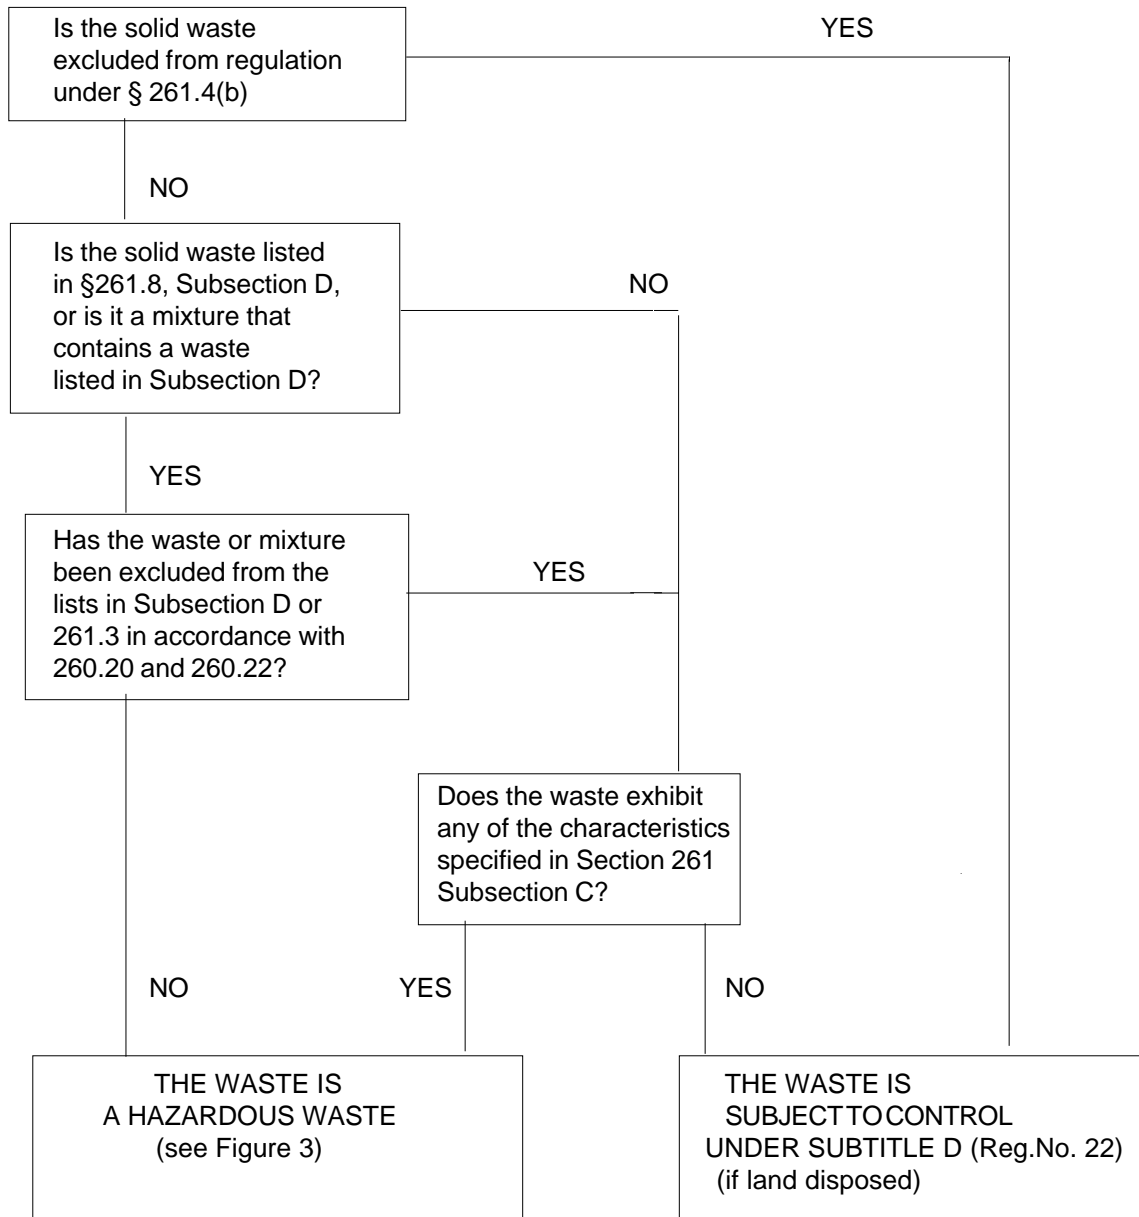 Is the solid waste
excluded from regulation
under § 261.4(b)
YES
NO
Is the solid waste listed
in §261.8, Subsection D,
or is it a mixture that
contains a waste
listed in Subsection D?
NO
YES
Has the waste or mixture
been excluded from the
lists in Subsection D or
261.3 in accordance with
260.20 and 260.22?
YES
Does the waste exhibit
any of the characteristics
specified in Section 261
Subsection C?
NO
YES
NO
THE WASTE IS
A HAZARDOUS WASTE
(see Figure 3)
THE WASTE IS
SUBJECT TO CONTROL
UNDER SUBTITLE D (Reg.No. 22)
(if land disposed)